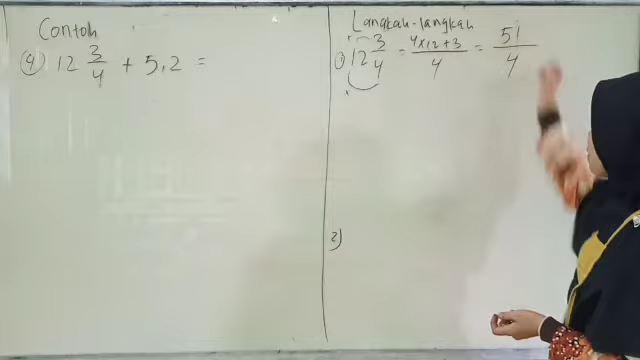 Contoh
④ 12 3/4 + 5,2 =
Langkah-langkah
1) 12 3/4 = 4x12+3/4 = 51/4
2)